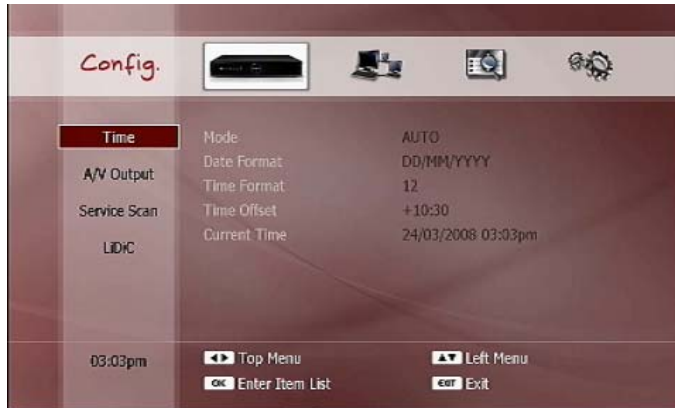 Config.
Time
Mode AUTO
Date Format DD/MM/YYYY
A/V Output
Time Format 12
Service Scan
Time Offset +10:30
Current Time 24/03/2008 03:03pm
03:03pm
Top Menu
Left Menu
OK Enter Item List
EXIT Exit